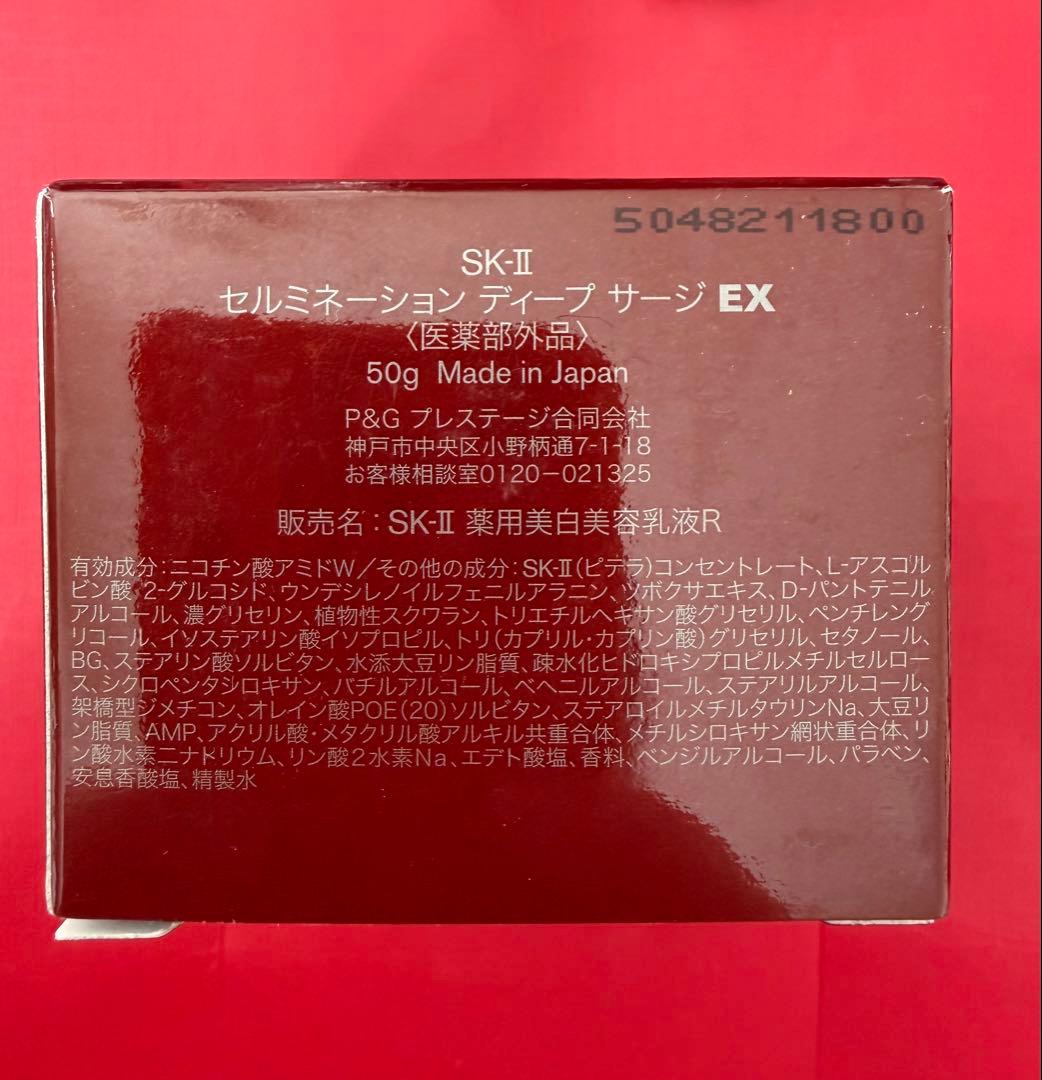 5048211800
SK-Ⅱ
セルミネーション ディープ サージ EX
〈医薬部外品〉
50g Made in Japan
P&G プレステージ合同会社
神戸市中央区小野柄通7-1-18
お客様相談室0120-021325
販売名:SK-Ⅱ 薬用美白美容乳液R
有効成分:ニコチン酸アミドW/その他の成分:SK-Ⅱ(ピテラ)コンセントレート、L-アスコル
ビン酸 2-グルコシド、ウンデシレノイルフェニルアラニン、ツボクサエキス、D-パントテニル
アルコール、濃グリセリン、植物性スクワラン、トリエチルヘキサン酸グリセリル、ペンチレング
リコール、イソステアリン酸イソプロピル、トリ(カプリル・カプリン酸)グリセリル、セタノール、
BG、ステアリン酸ソルビタン、水添大豆リン脂質、疎水化ヒドロキシプロピルメチルセルロー
ス、シクロペンタシロキサン、バチルアルコール、ベヘニルアルコール、ステアリルアルコール、
架橋型ジメチコン、オレイン酸POE(20)ソルビタン、ステアロイルメチルタウリンNa、大豆リ
ン脂質、AMP、アクリル酸・メタクリル酸アルキル共重合体、メチルシロキサン網状重合体、リ
ン酸水素二ナトリウム、リン酸2水素Na、エデト酸塩、香料、ベンジルアルコール、パラベン、
安息香酸塩、精製水